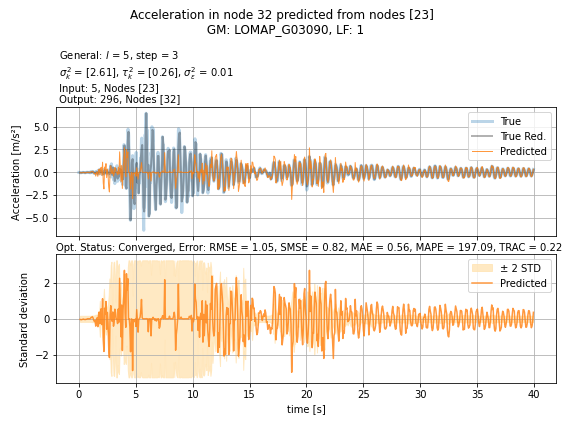 Acceleration in node 32 predicted from nodes [23]
GM: LOMAP_G03090, LF: 1
General: l = 5, step = 3
σ_k² = [2.61], τ_k² = [0.26], σ_ε² = 0.01
Input: 5, Nodes [23]
Output: 296, Nodes [32]
Acceleration [m/s²]
5.0
2.5
0.0
−2.5
−5.0
True
True Red.
Predicted
Opt. Status: Converged, Error: RMSE = 1.05, SMSE = 0.82, MAE = 0.56, MAPE = 197.09, TRAC = 0.22
Standard deviation
2
0
−2
± 2 STD
Predicted
0 5 10 15 20 25 30 35 40
time [s]